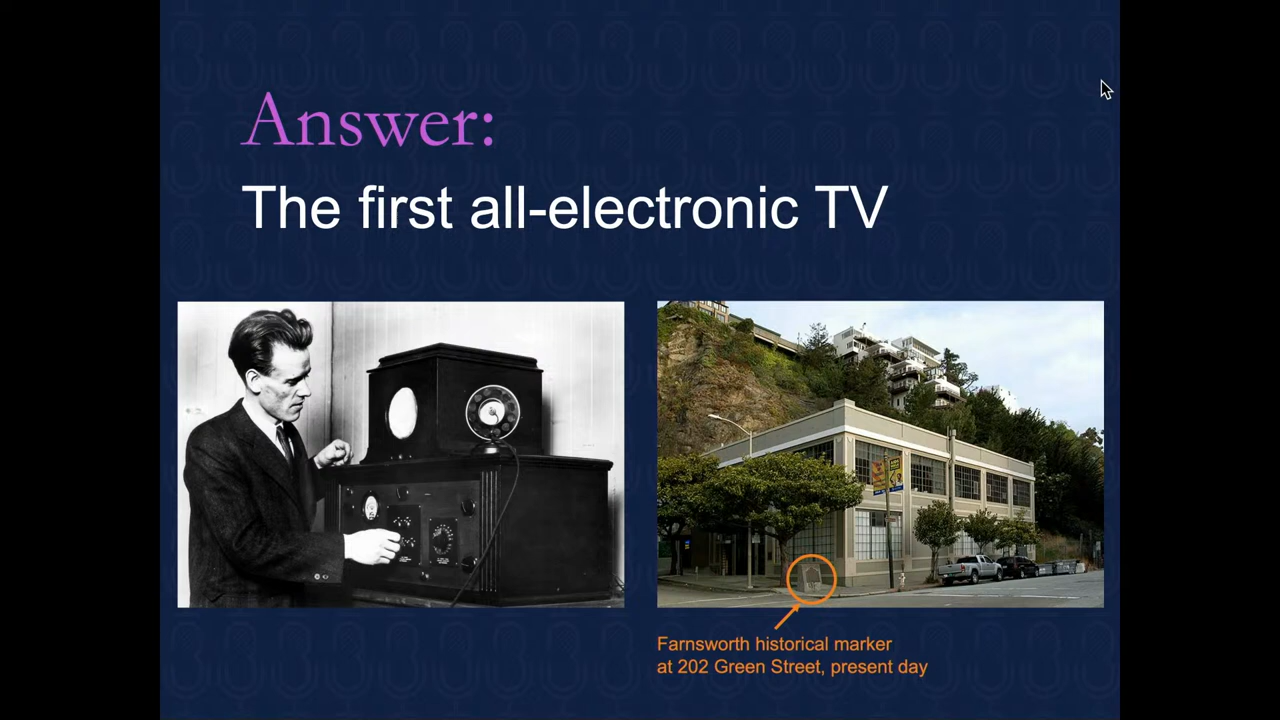 Answer:
The first all-electronic TV
Farnsworth historical marker
at 202 Green Street, present day